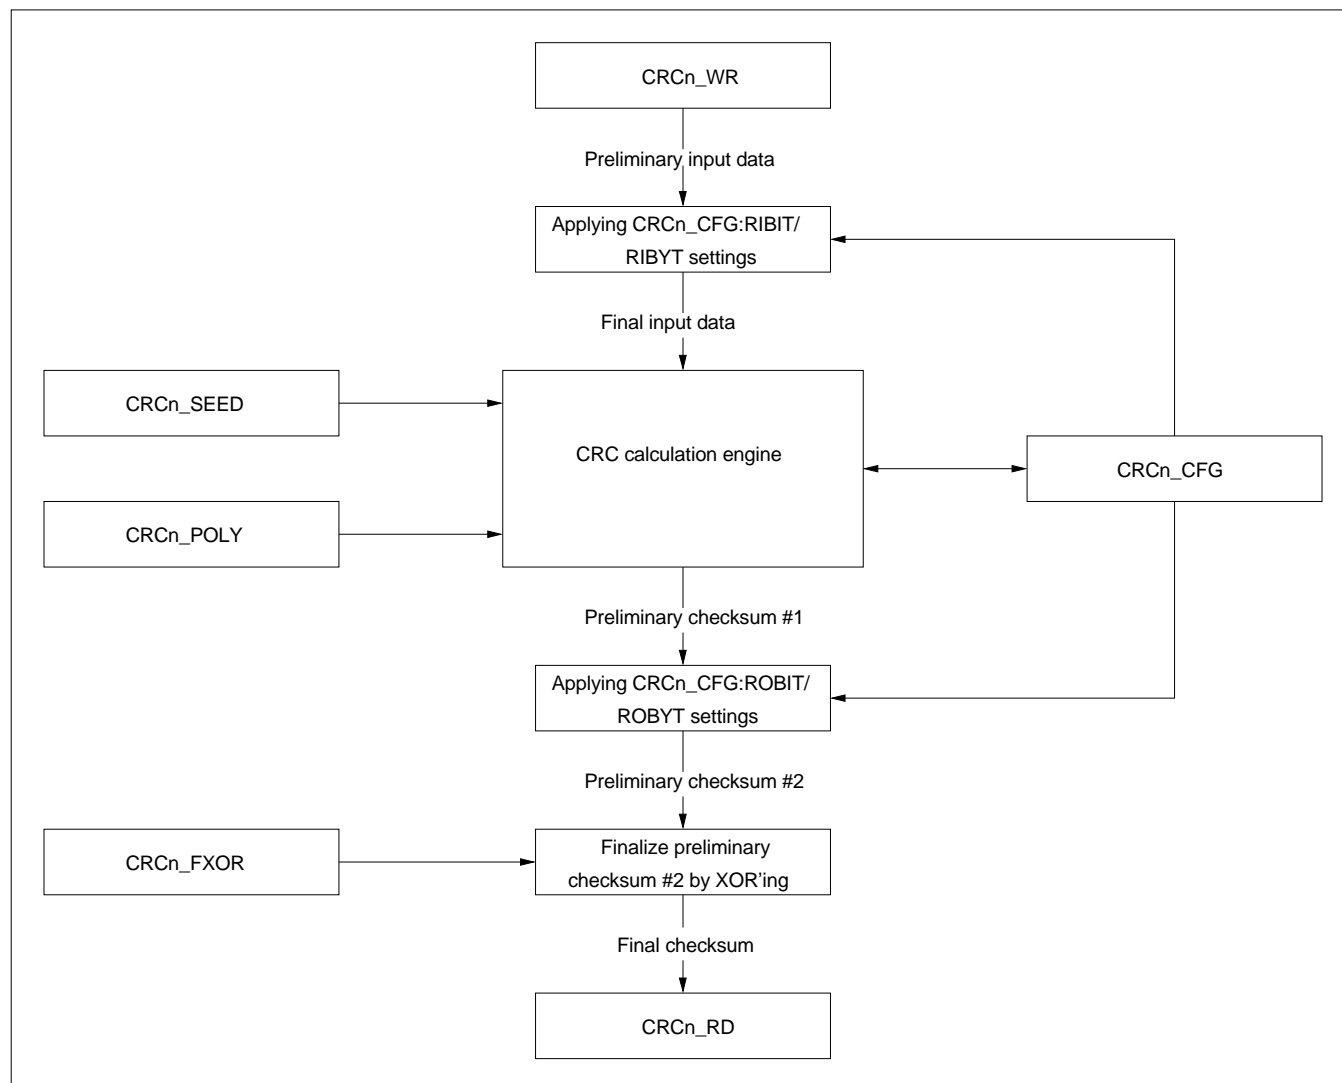 CRCn_WR
Preliminary input data
Applying CRCn_CFG:RIBIT/
RIBYT settings
Final input data
CRCn_SEED
CRC calculation engine
CRCn_CFG
CRCn_POLY
Preliminary checksum #1
Applying CRCn_CFG:ROBIT/
ROBYT settings
Preliminary checksum #2
CRCn_FXOR
Finalize preliminary
checksum #2 by XOR’ing
Final checksum
CRCn_RD